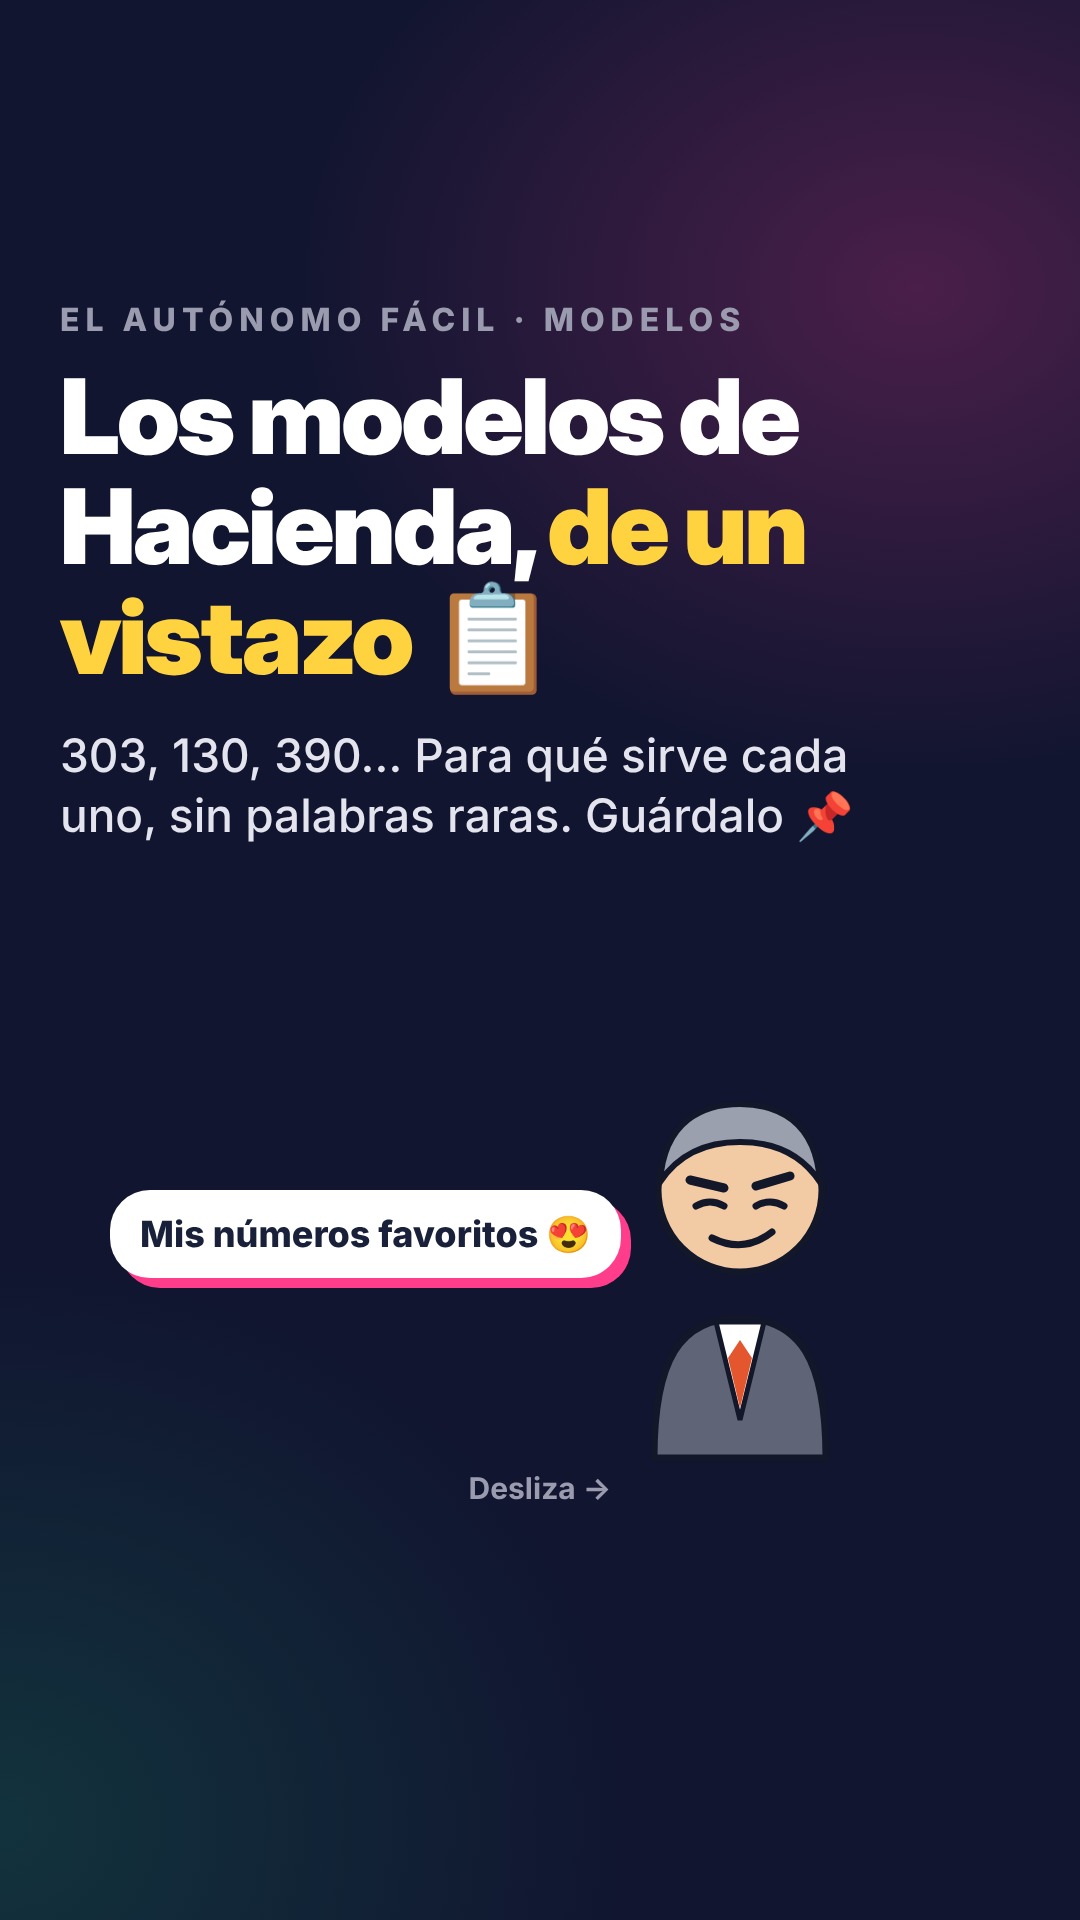 EL AUTÓNOMO FÁCIL · MODELOS
Los modelos de
Hacienda, de un
vistazo 📋
303, 130, 390... Para qué sirve cada
uno, sin palabras raras. Guárdalo 📌
Mis números favoritos 😍
Desliza →